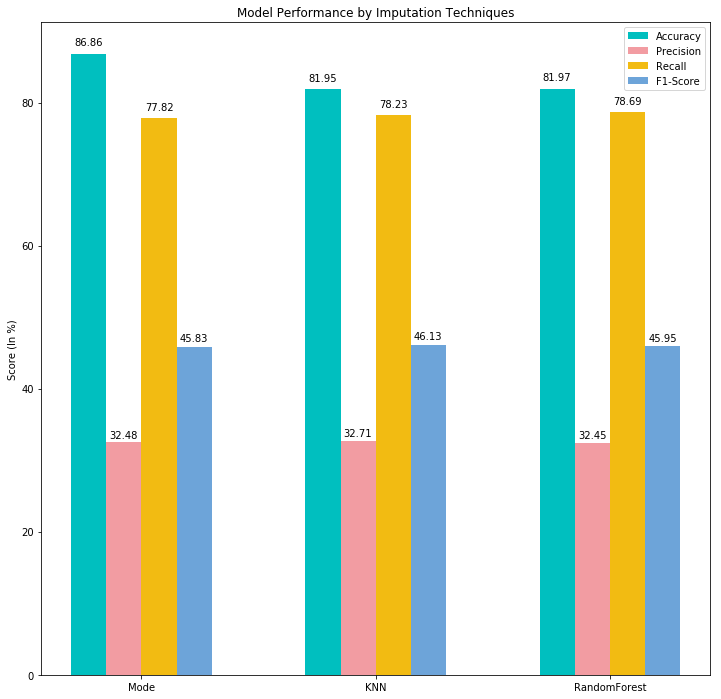 Model Performance by Imputation Techniques
Accuracy
Precision
Recall
F1-Score
86.86
32.48
77.82
45.83
81.95
32.71
78.23
46.13
81.97
32.45
78.69
45.95
Score (In %)
80
60
40
20
0
Mode
KNN
RandomForest